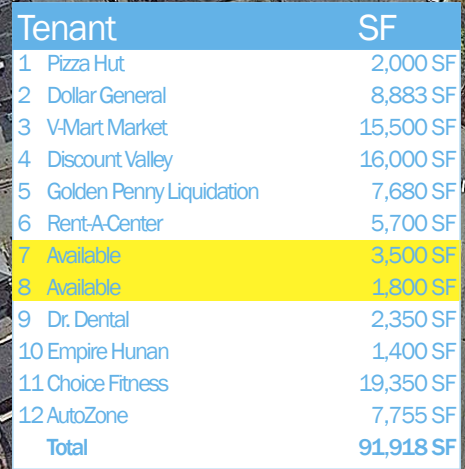 Tenant SF
1 Pizza Hut 2,000 SF
2 Dollar General 8,883 SF
3 V-Mart Market 15,500 SF
4 Discount Valley 16,000 SF
5 Golden Penny Liquidation 7,680 SF
6 Rent-A-Center 5,700 SF
7 Available 3,500 SF
8 Available 1,800 SF
9 Dr. Dental 2,350 SF
10 Empire Hunan 1,400 SF
11 Choice Fitness 19,350 SF
12 AutoZone 7,755 SF
Total 91,918 SF